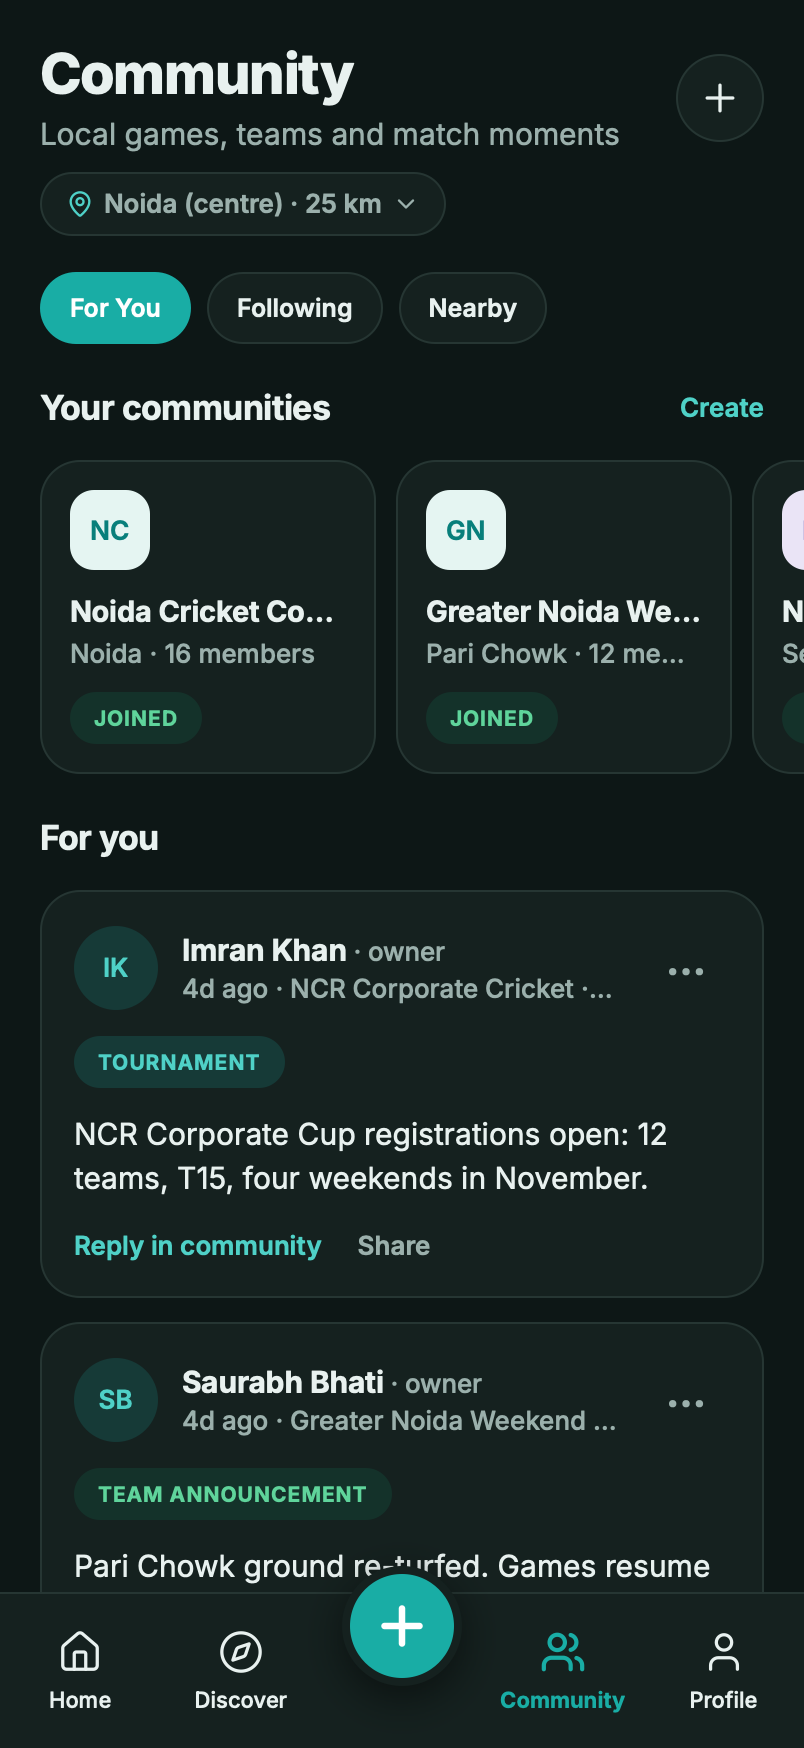 Community
Local games, teams and match moments
Noida (centre) · 25 km
For You
Following
Nearby
Your communities
Create
NC
Noida Cricket Co...
Noida · 16 members
JOINED
GN
Greater Noida We...
Pari Chowk · 12 me...
JOINED
For you
IK
Imran Khan · owner
4d ago · NCR Corporate Cricket ·...
TOURNAMENT
NCR Corporate Cup registrations open: 12
teams, T15, four weekends in November.
Reply in community
Share
SB
Saurabh Bhati · owner
4d ago · Greater Noida Weekend ...
TEAM ANNOUNCEMENT
Pari Chowk ground re-turfed. Games resume
Home
Discover
Community
Profile